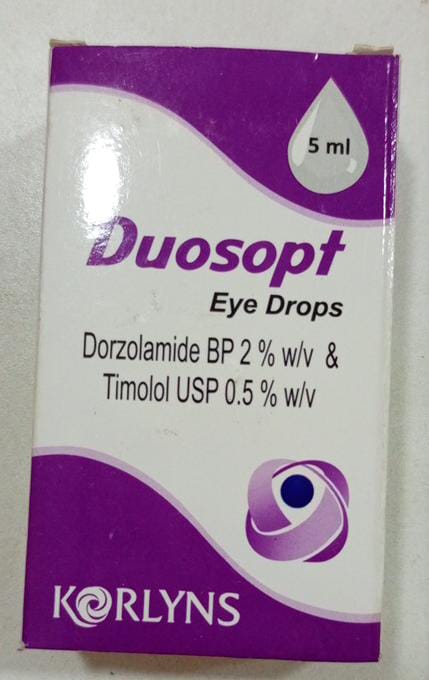 5 ml
Duosopt
Eye Drops
Dorzolamide BP 2 % w/v &
Timolol USP 0.5 % w/v
KORLYNS